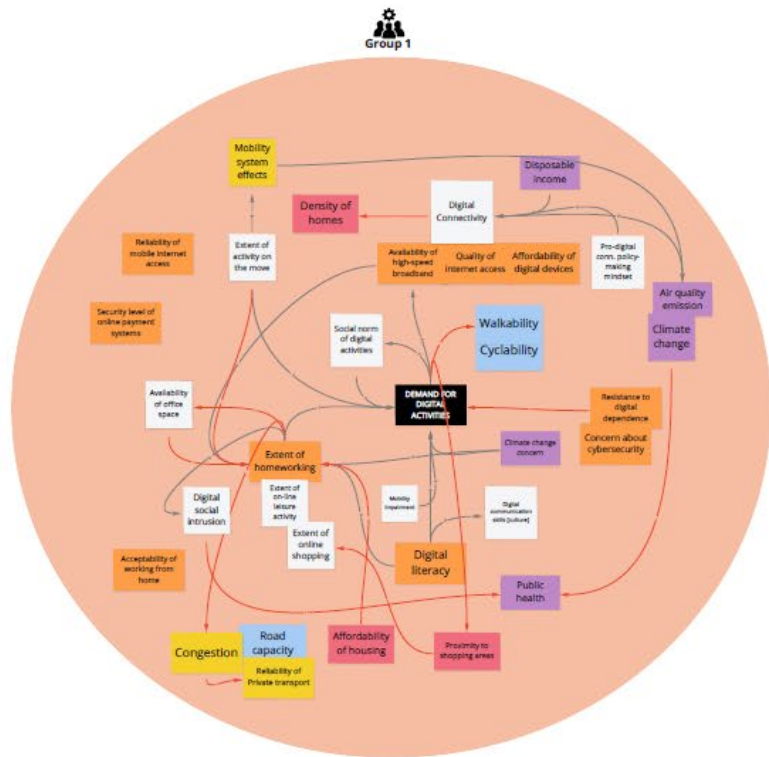 Group 1
Mobility
system
effects
Disposable
income
Density of
homes
Digital
Connectivity
Reliability of
mobile internet
access
Extent of
activity on
the move
Availability of
high-speed
broadband
Quality of
internet access
Affordability of
digital devices
Pro-digital
conn. policy-
making
mindset
Air quality
emission
Climate
change
Security level of
online payment
systems
Social norm
of digital
activities
Walkability
Cyclability
DEMAND FOR
DIGITAL
ACTIVITIES
Availability
of office
space
Resistance to
digital
dependence
Concern about
cybersecurity
Extent of
homeworking
Climate change
concern
Digital
social
intrusion
Extent of
on-line
leisure
activity
Mobility
impairment
Digital
communication
skills [culture]
Extent of
online
shopping
Acceptability of
working from
home
Digital
literacy
Public
health
Congestion
Road
capacity
Reliability of
Private transport
Affordability
of housing
Proximity to
shopping areas